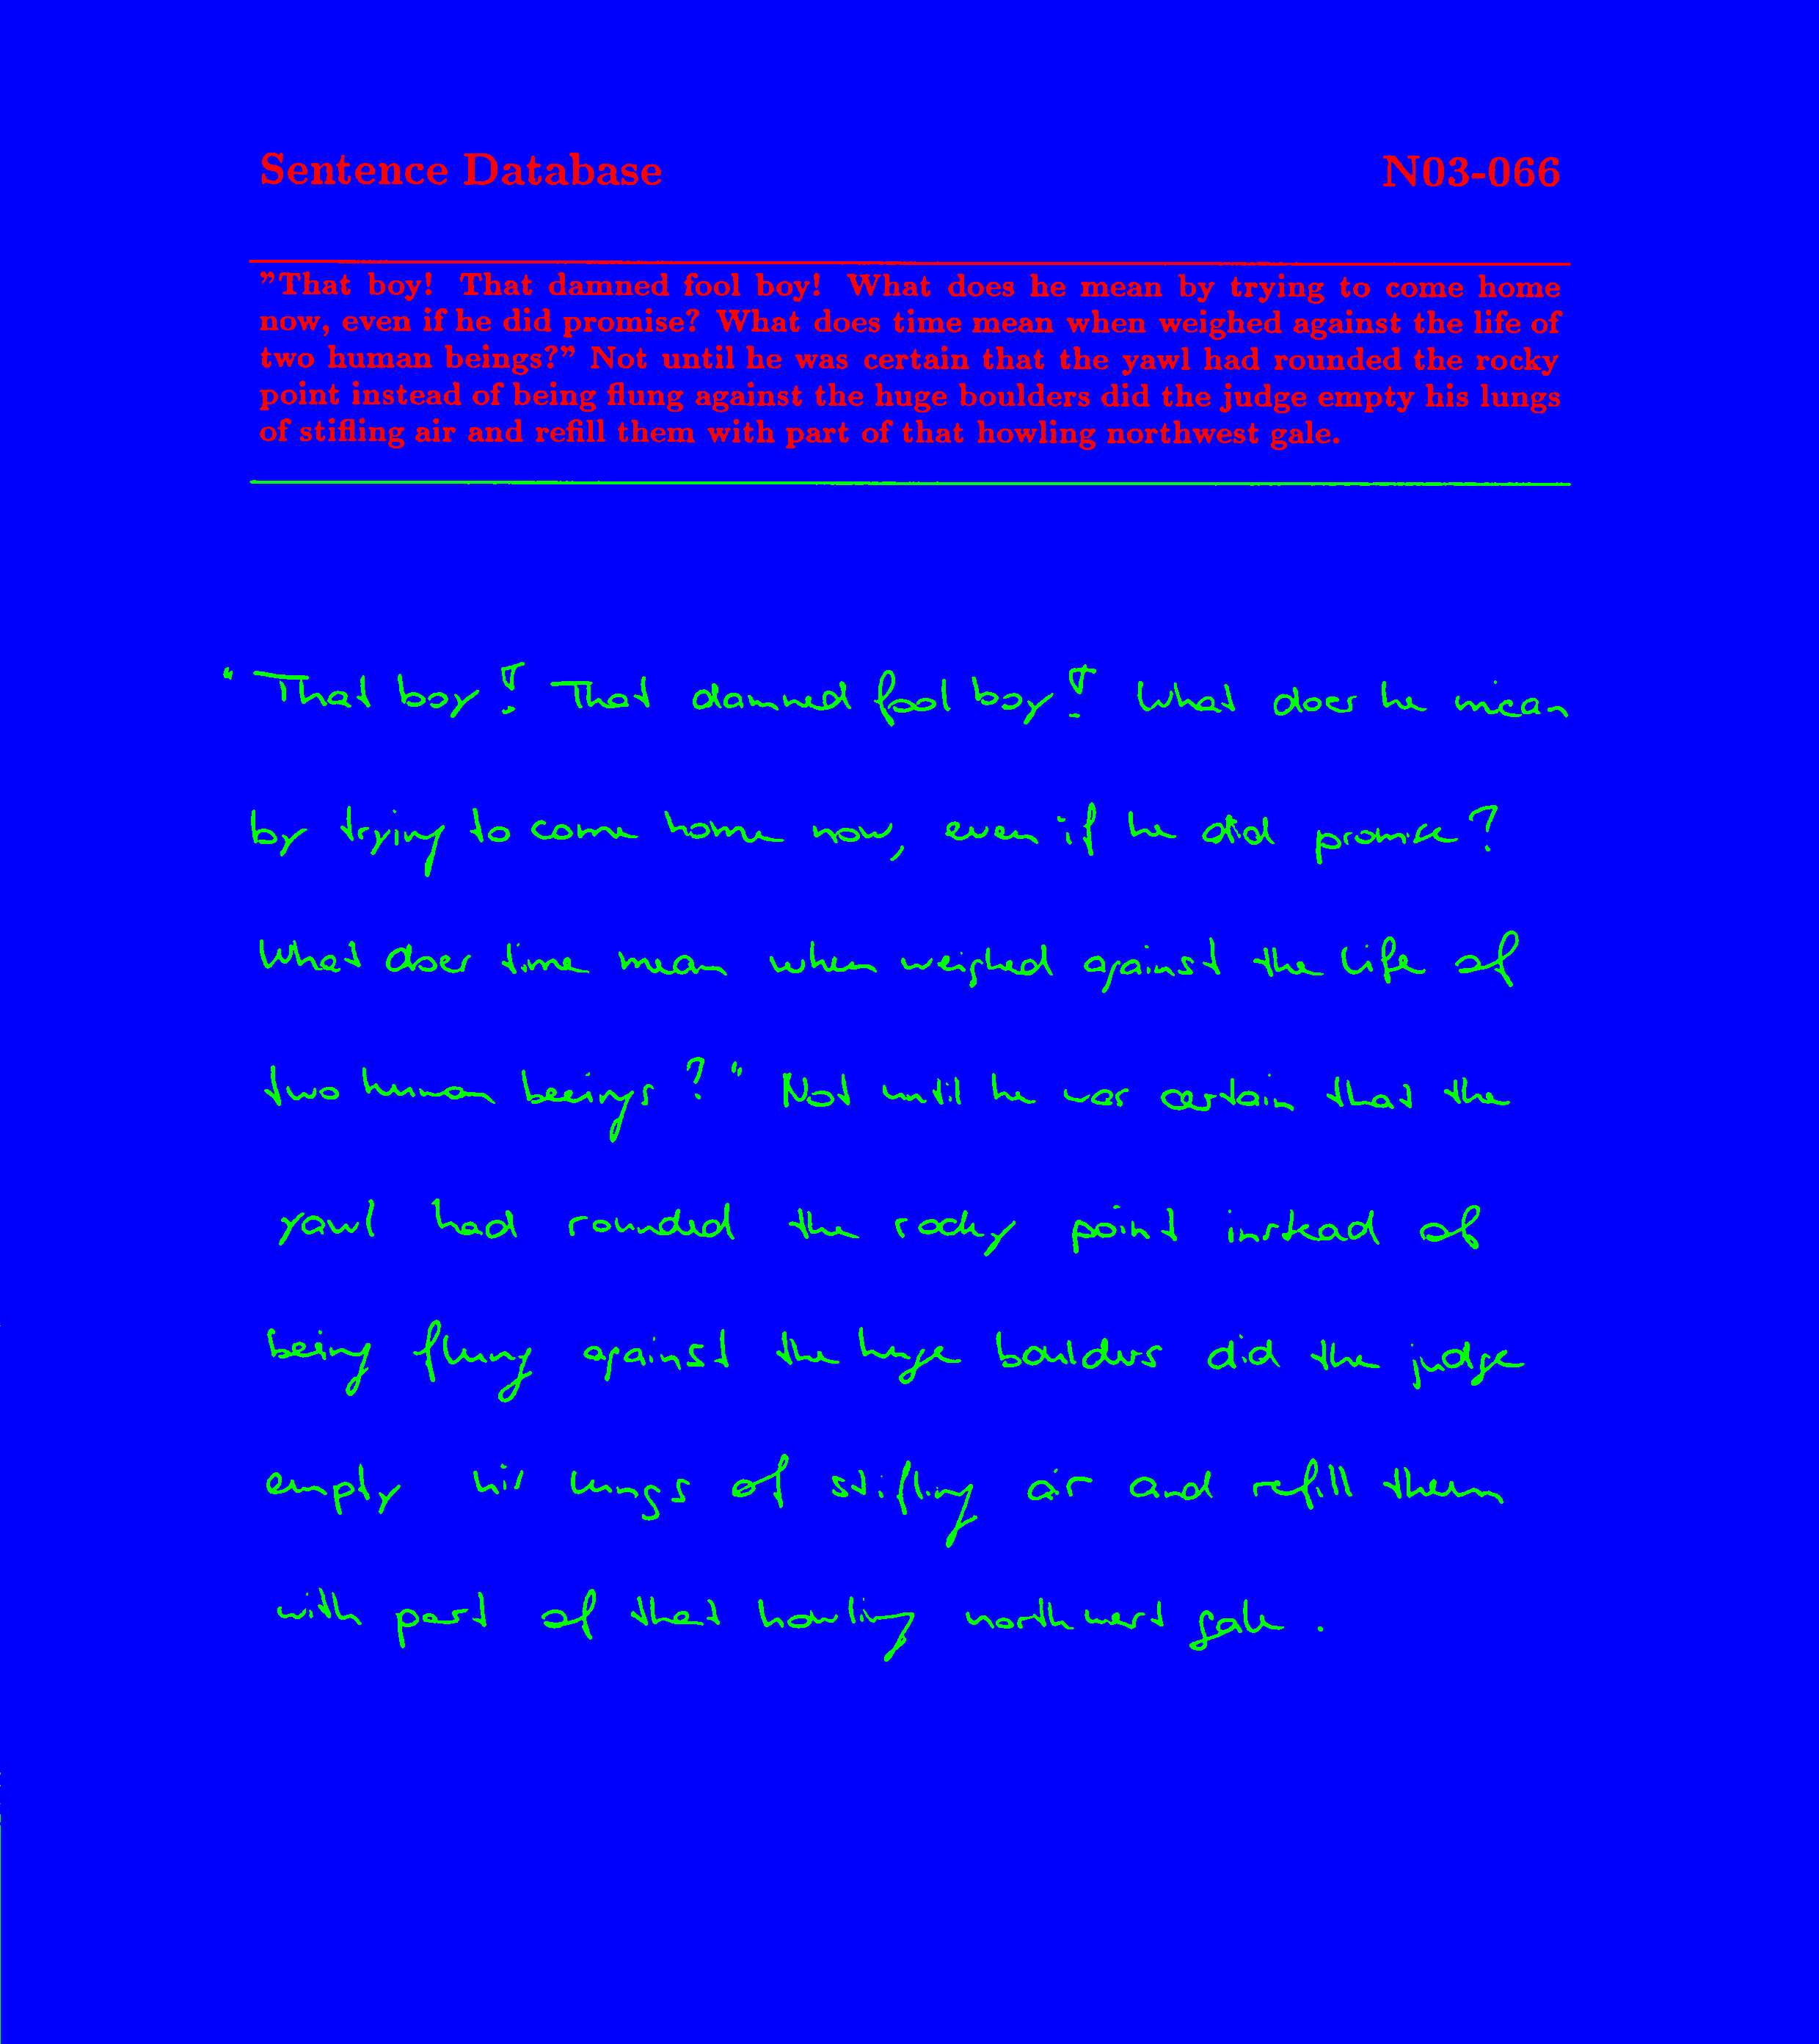 Sentence Database N03-066
"That boy! That damned fool boy! What does he mean by trying to come home
now, even if he did promise? What does time mean when weighed against the life of
two human beings?" Not until he was certain that the yawl had rounded the rocky
point instead of being flung against the huge boulders did the judge empty his lungs
of stifling air and refill them with part of that howling northwest gale.
"That boy! That damned fool boy! What does he mean
by trying to come home now, even if he did promise?
What does time mean when weighed against the life of
two human beeings?" Not until he was certain that the
yawl had rounded the rocky point instead of
being flung against the huge boulders did the judge
empty his lungs of stifling air and refill them
with part of that howling northwest gale.